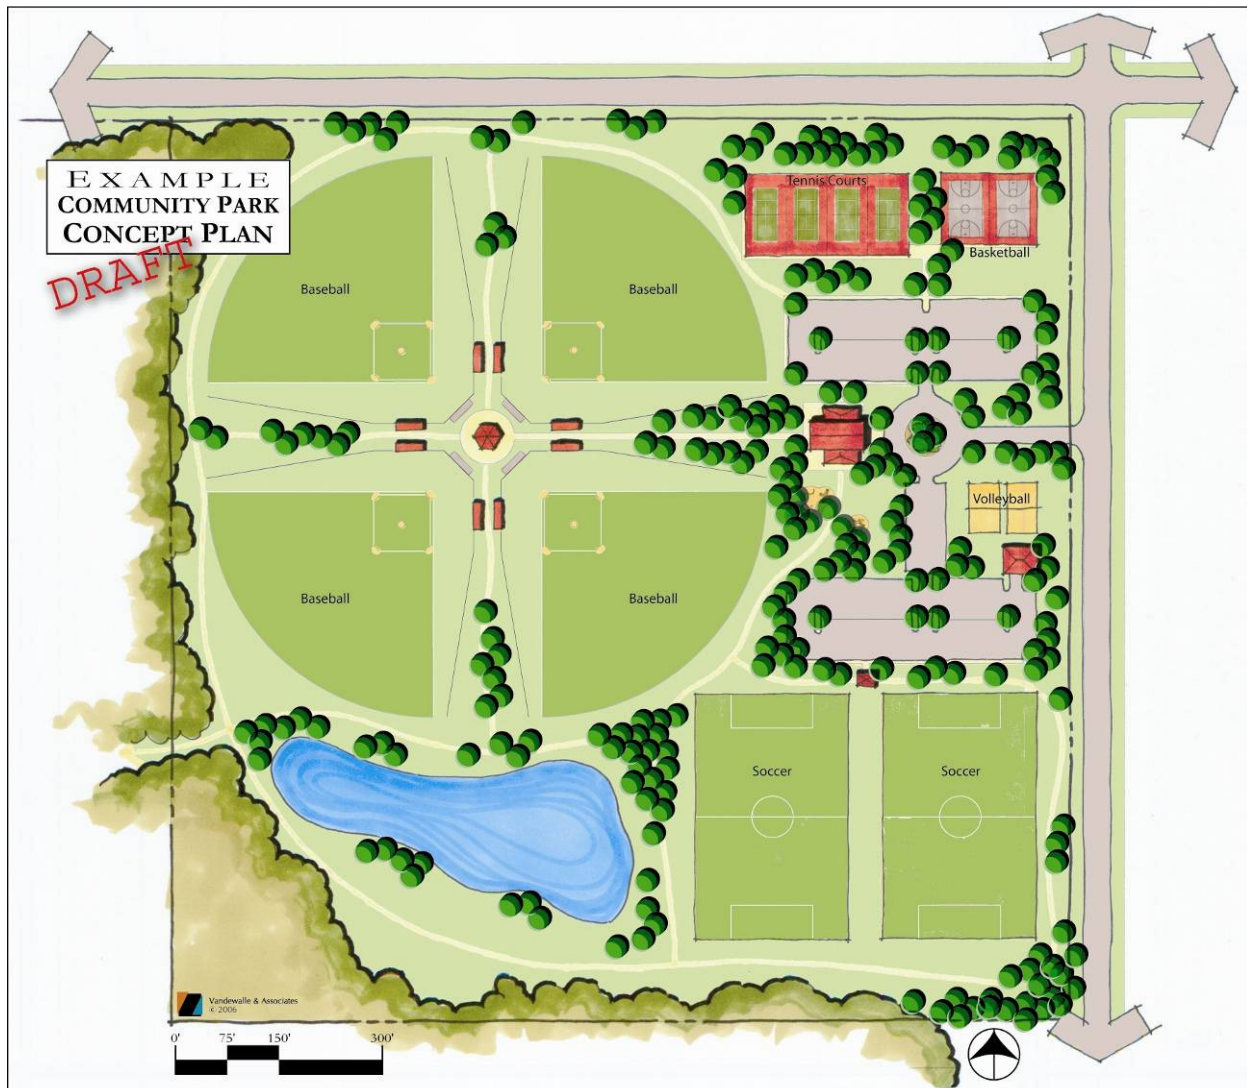 EXAMPLE
COMMUNITY PARK
CONCEPT PLAN
DRAFT
Tennis Courts
Basketball
Baseball
Baseball
Volleyball
Baseball
Baseball
Soccer
Soccer
Vandewalle & Associates
© 2006
0' 75' 150' 300'